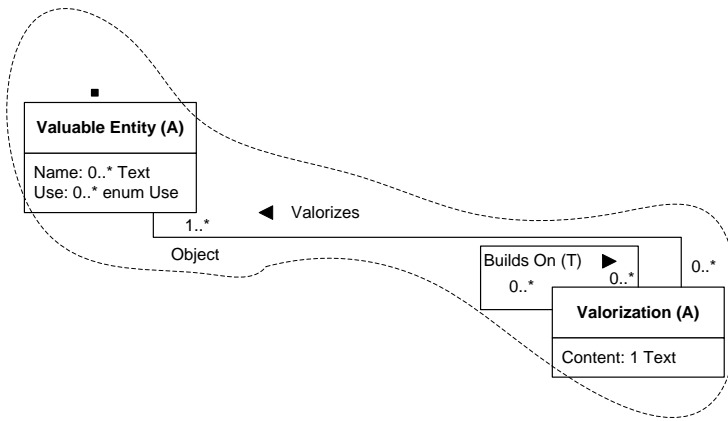 Valuable Entity (A)
Name: 0..* Text
Use: 0..* enum Use
1..*
Valorizes
Object
Builds On (T)
0..*
0..*
0..*
Valorization (A)
Content: 1 Text